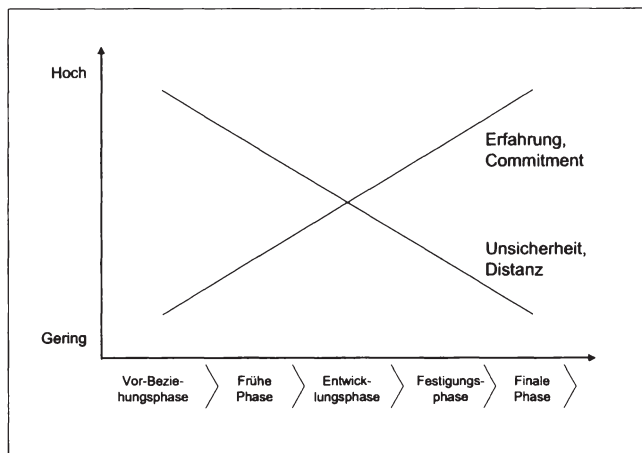 Hoch
Erfahrung,
Commitment
Unsicherheit,
Distanz
Gering
Vor-Bezie-
hungsphase
Frühe
Phase
Entwick-
lungsphase
Festigungs-
phase
Finale
Phase